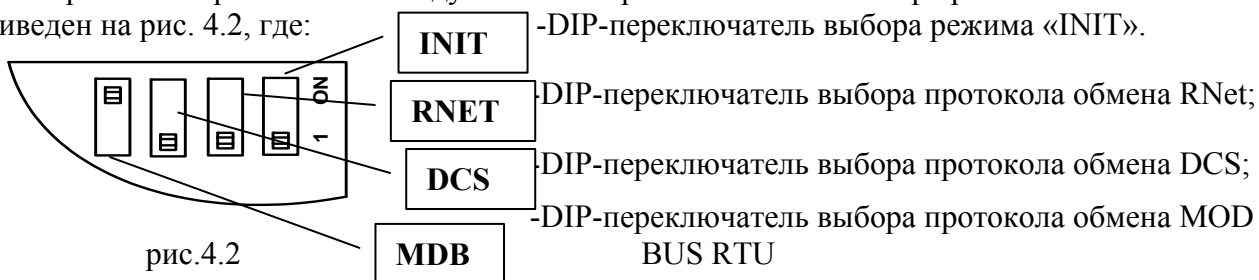 иведен на рис. 4.2, где:
INIT -DIP-переключатель выбора режима «INIT».
ON
1
RNET -DIP-переключатель выбора протокола обмена RNet;
DCS -DIP-переключатель выбора протокола обмена DCS;
-DIP-переключатель выбора протокола обмена MOD
рис.4.2 MDB BUS RTU